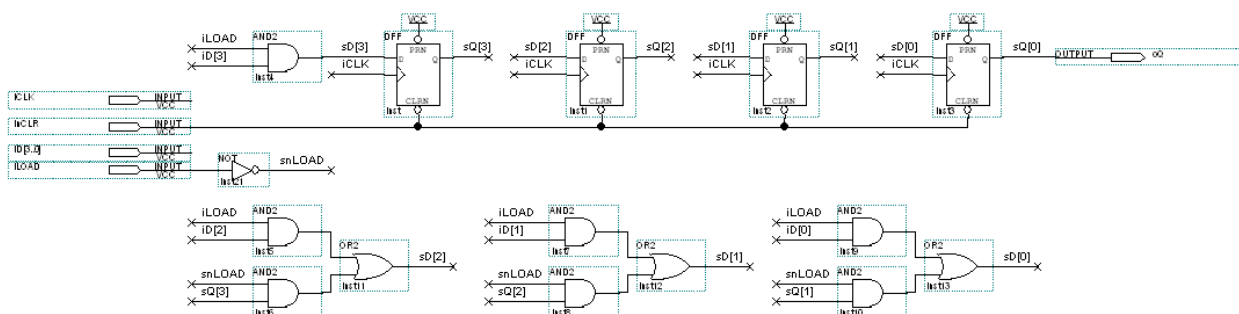 VCC VCC VCC VCC
iLOAD AND2 DFF DFF DFF DFF
iD[3] sD[3] PRN sQ[3] sD[2] PRN sQ[2] sD[1] PRN sQ[1] sD[0] PRN sQ[0] OUTPUT oQ
D Q D Q D Q D Q
inst4 iCLK iCLK iCLK iCLK
CLRN CLRN CLRN CLRN
iCLK INPUT VCC inst inst1 inst2 inst3
inCLR INPUT VCC
iD[3..0] INPUT VCC
iLOAD INPUT VCC NOT snLOAD
inst21
iLOAD AND2 iLOAD AND2 iLOAD AND2
iD[2] iD[1] iD[0]
inst5 OR2 inst7 OR2 inst9 OR2
snLOAD AND2 sD[2] snLOAD AND2 sD[1] snLOAD AND2 sD[0]
sQ[3] inst11 sQ[2] inst12 sQ[1] inst13
inst6 inst8 inst10